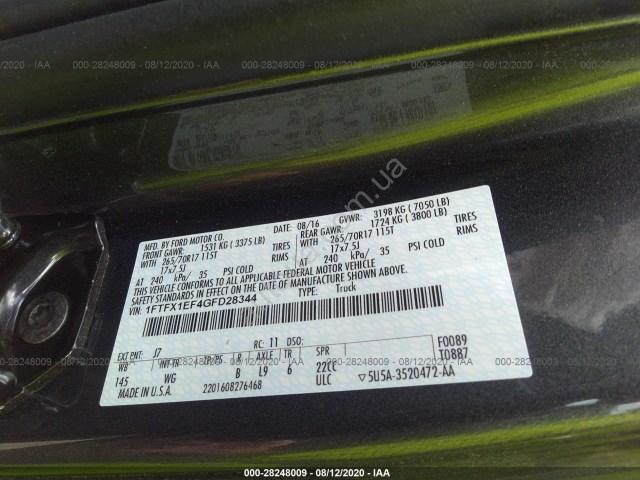 000-28248009 - 08/12/2020 - IAA
000-28248009 - 08/12/2020 - IAA
000-28248009 - 08/12/2020 - IAA
MFD. BY FORD MOTOR CO.
DATE: 08/16 GVWR: 3198 KG ( 7050 LB)
FRONT GAWR: 1531 KG ( 3375 LB) REAR GAWR: 1724 KG ( 3800 LB)
WITH 265/70R17 115T TIRES WITH 265/70R17 115T TIRES
17x7.5J RIMS 17x7.5J RIMS
AT 240 kPa/ 35 PSI COLD AT 240 kPa/ 35 PSI COLD
THIS VEHICLE CONFORMS TO ALL APPLICABLE FEDERAL MOTOR VEHICLE
SAFETY STANDARDS IN EFFECT ON THE DATE OF MANUFACTURE SHOWN ABOVE.
VIN: 1FTFX1EF4GFD28344
TYPE: Truck
F0089
T0887
EXT PNT: J7 RC: 11 DSO:
WB INT TR TP/PS R AXLE TR SPR
145 WG B L9 6 22CC
ULC
MADE IN U.S.A. 2201608276468
5U5A-3520472-AA
000-28248009 - 08/12/2020 - IAA
000-28248009 - 08/12/2020 - IAA